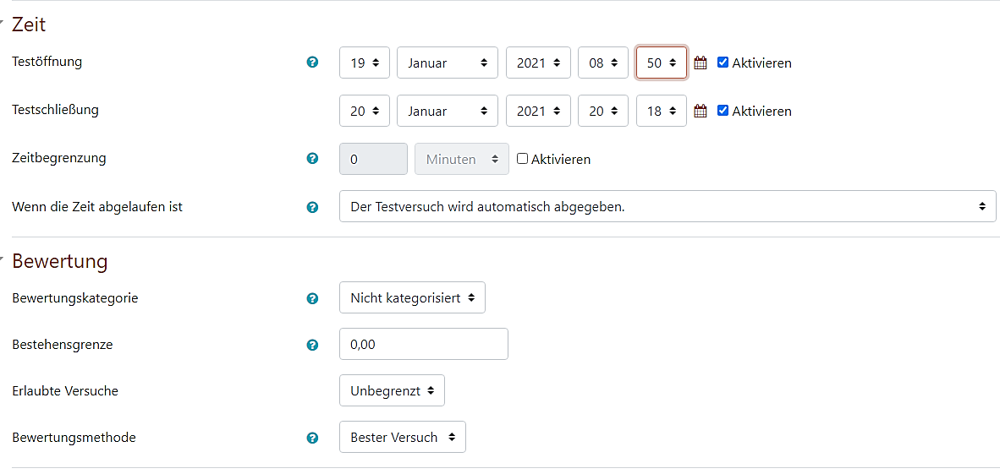 Zeit
Testöffnung ? 19 Januar 2021 08 50 Aktivieren
Testschließung 20 Januar 2021 20 18 Aktivieren
Zeitbegrenzung ? 0 Minuten Aktivieren
Wenn die Zeit abgelaufen ist ? Der Testversuch wird automatisch abgegeben.
Bewertung
Bewertungskategorie ? Nicht kategorisiert
Bestehensgrenze ? 0,00
Erlaubte Versuche Unbegrenzt
Bewertungsmethode ? Bester Versuch